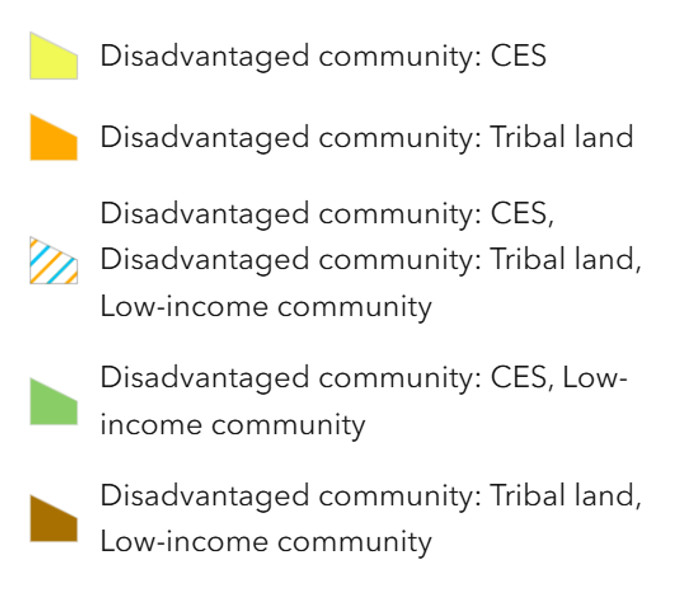 Disadvantaged community: CES
Disadvantaged community: Tribal land
Disadvantaged community: CES,
Disadvantaged community: Tribal land,
Low-income community
Disadvantaged community: CES, Low-
income community
Disadvantaged community: Tribal land,
Low-income community